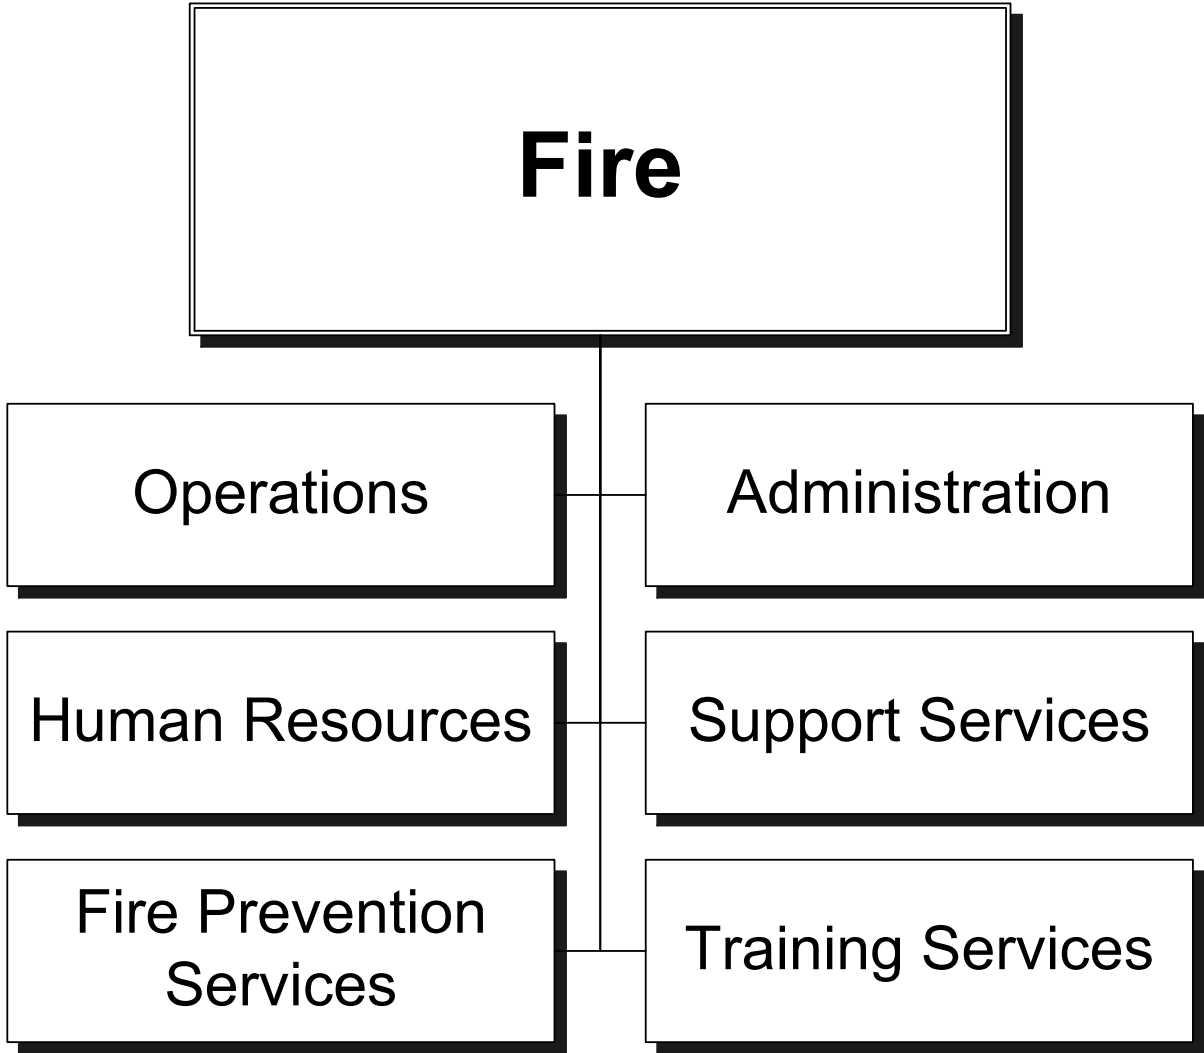 Fire
Operations
Administration
Human Resources
Support Services
Fire Prevention
Services
Training Services